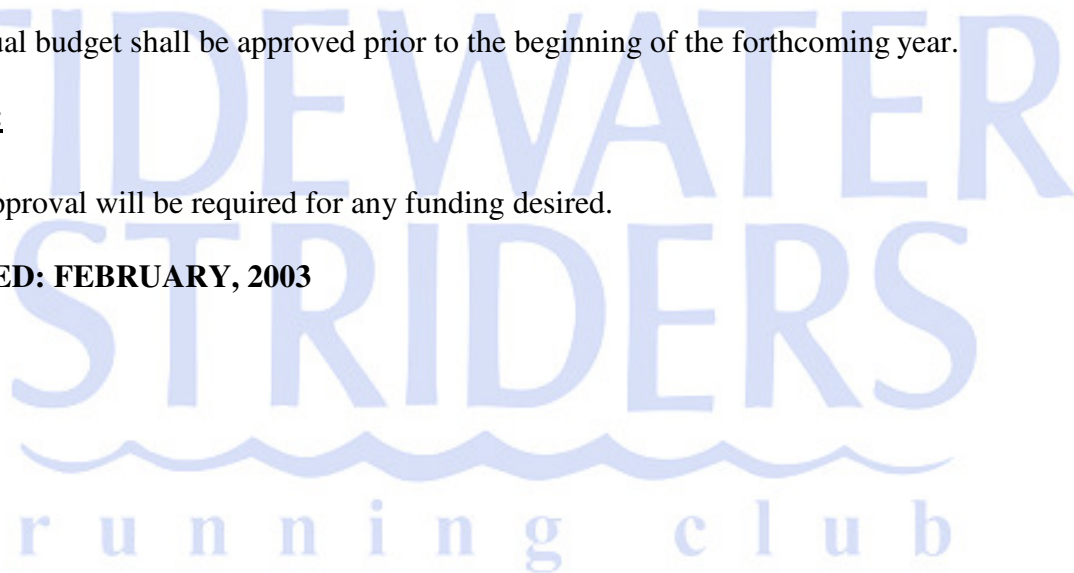 ual budget shall be approved prior to the beginning of the forthcoming year.
:
pproval will be required for any funding desired.
ED: FEBRUARY, 2003
TIDEWATER
STRIDERS
running club